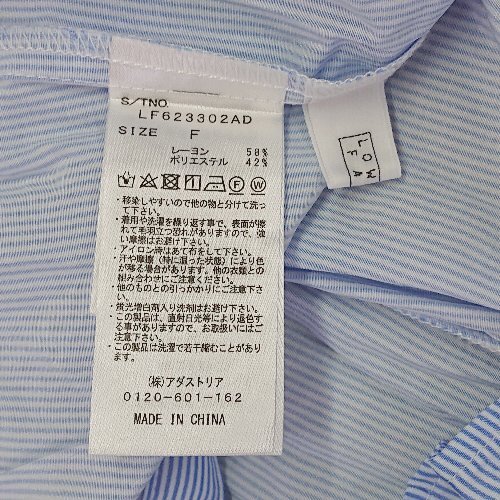 S/TNO.
LF623302AD
SIZE F
レーヨン 58%
ポリエステル 42%
・移染しやすいので他の物と分けて洗っ
て下さい。
・着用や洗濯を繰り返す事で、表面が擦
れて毛羽立つ恐れがありますので、強
い摩擦はお避け下さい。
・アイロン掛はあて布をして下さい。
・汗や摩擦（特に湿った状態）により色
が移る場合があります。他の衣類との
組み合わせにご注意下さい。
・他のものとの引っかかりにご注意下さ
い。
・蛍光増白剤入り洗剤はお避け下さい。
・この製品は、直射日光等により退色す
る事がありますので、お取扱いにはご
注意下さい。
・この製品は洗濯で若干縮むことがあり
ます。
(株)アダストリア
0120-601-162
MADE IN CHINA
LOW
F A